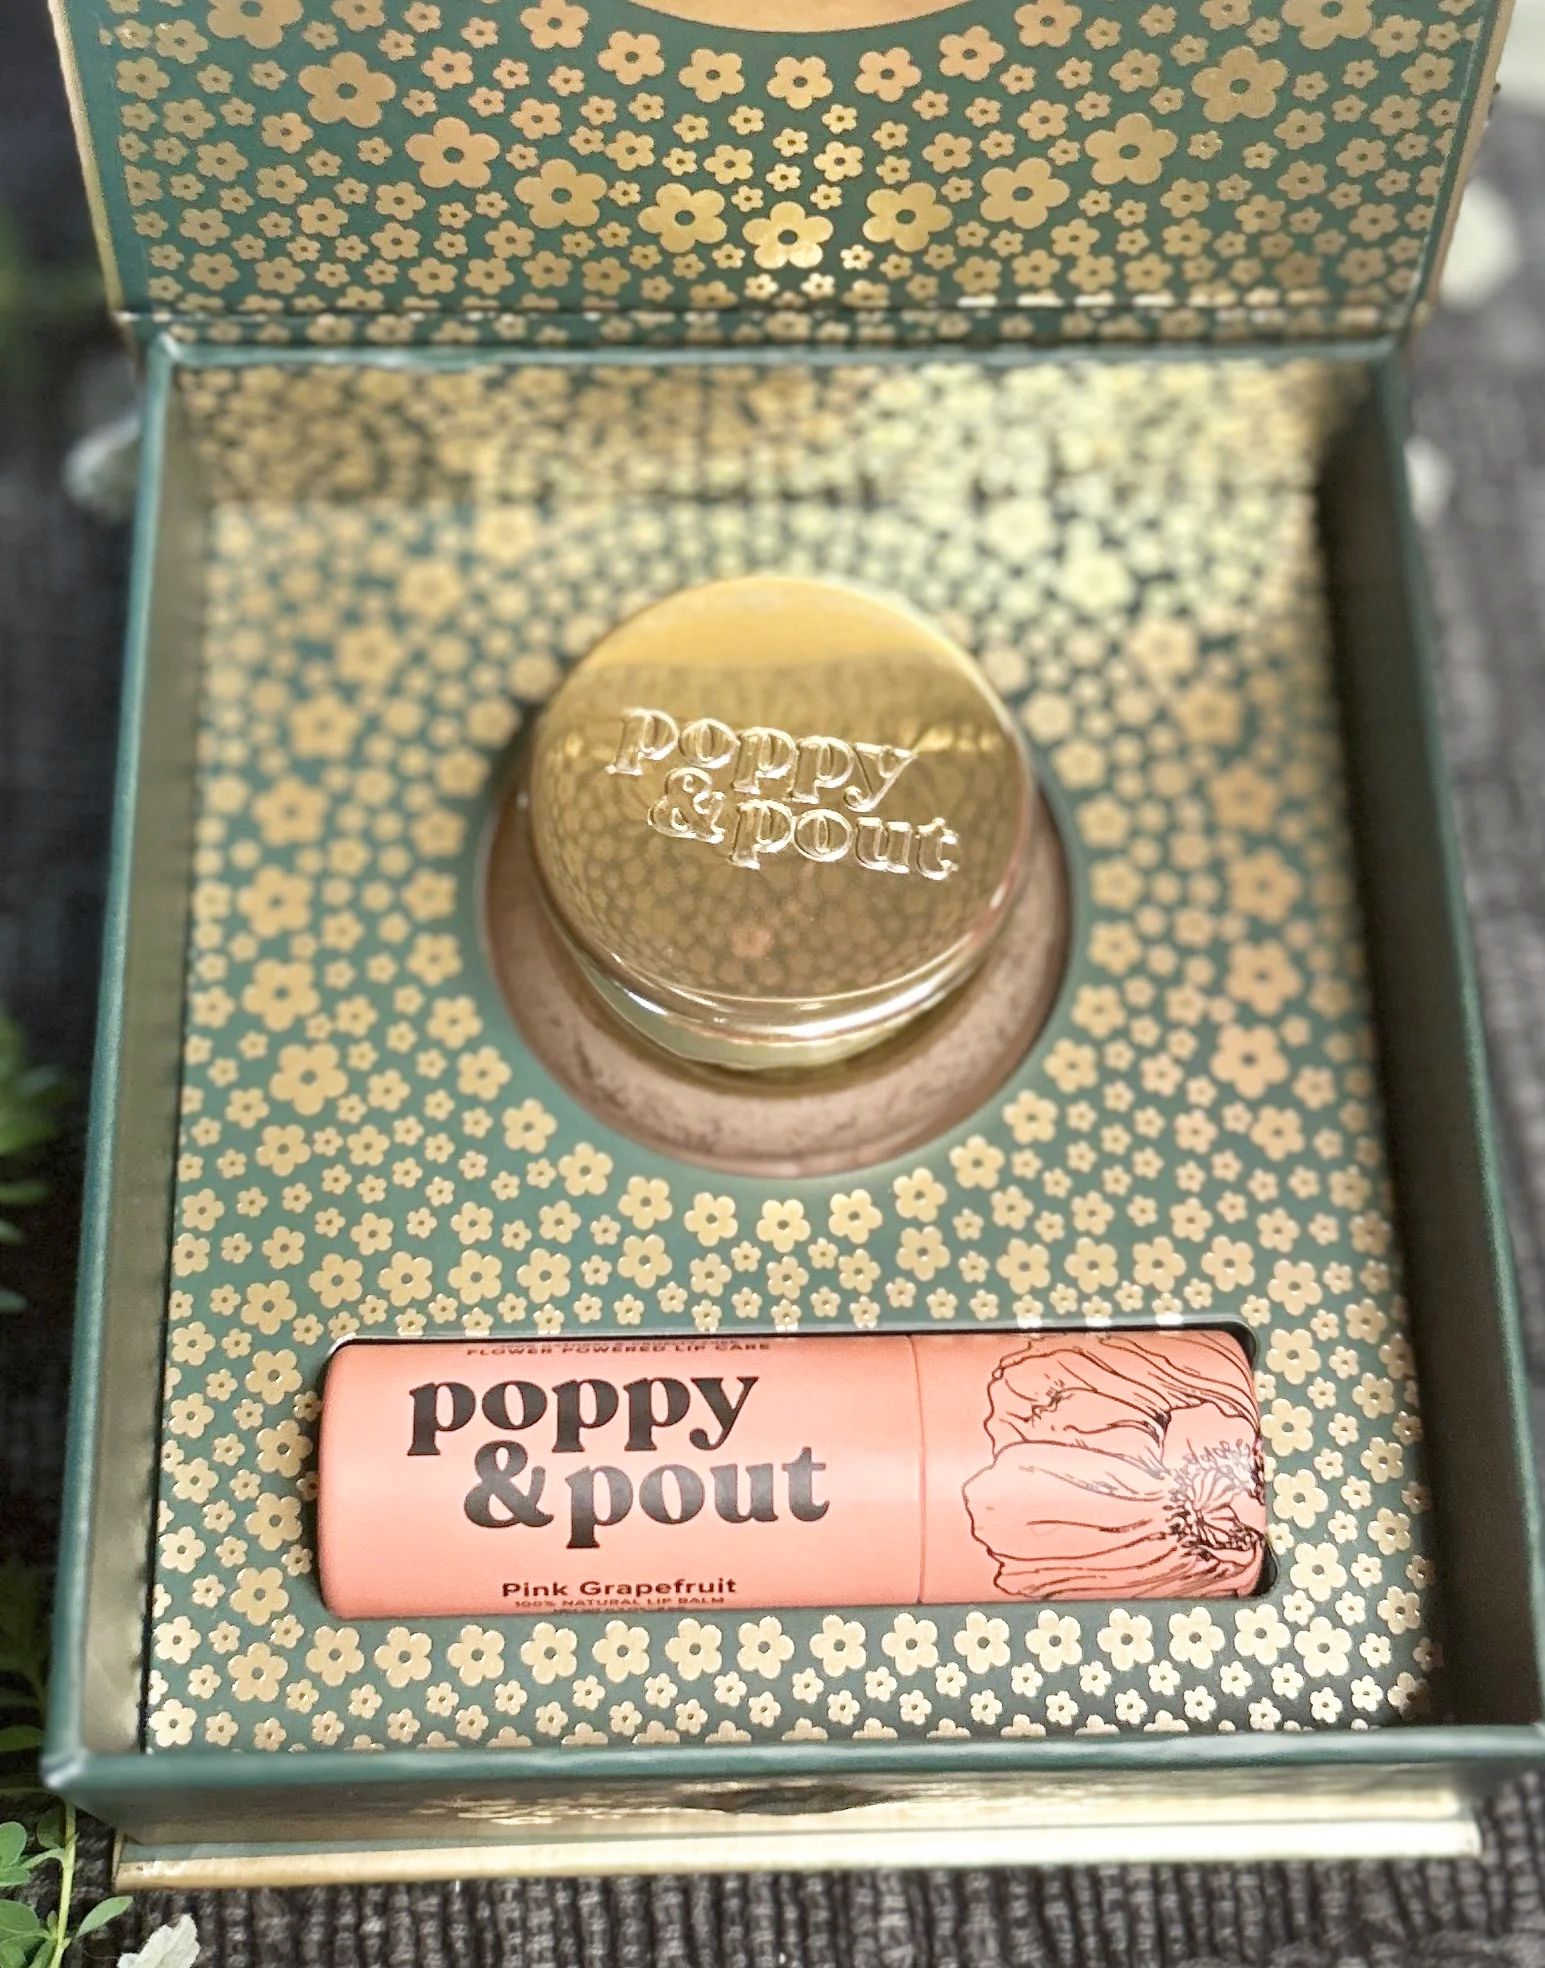 poppy
& pout
FLOWER POWERED LIP CARE
poppy
& pout
Pink Grapefruit
100% NATURAL LIP BALM